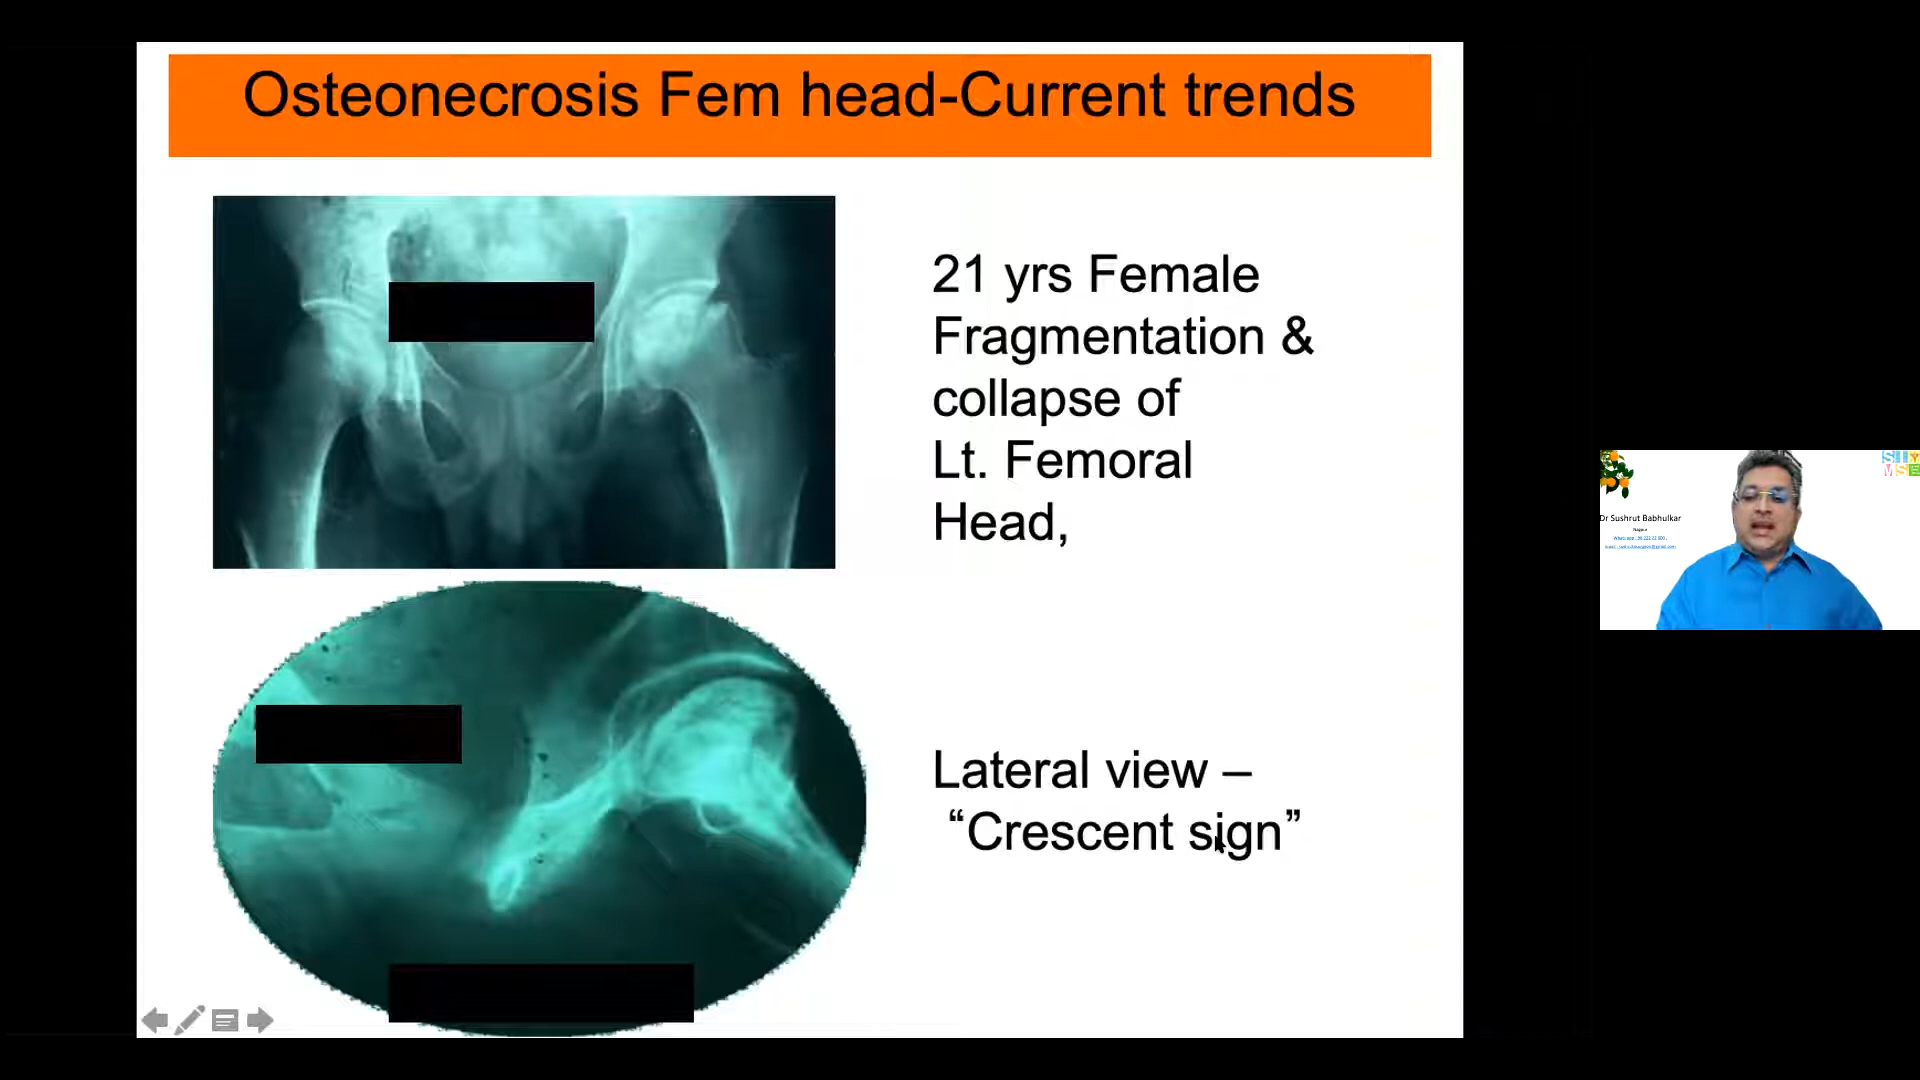 Osteonecrosis Fem head-Current trends
21 yrs Female
Fragmentation &
collapse of
Lt. Femoral
Head,
Lateral view –
“Crescent sign”
Dr Sushrut Babhulkar
Nagpur